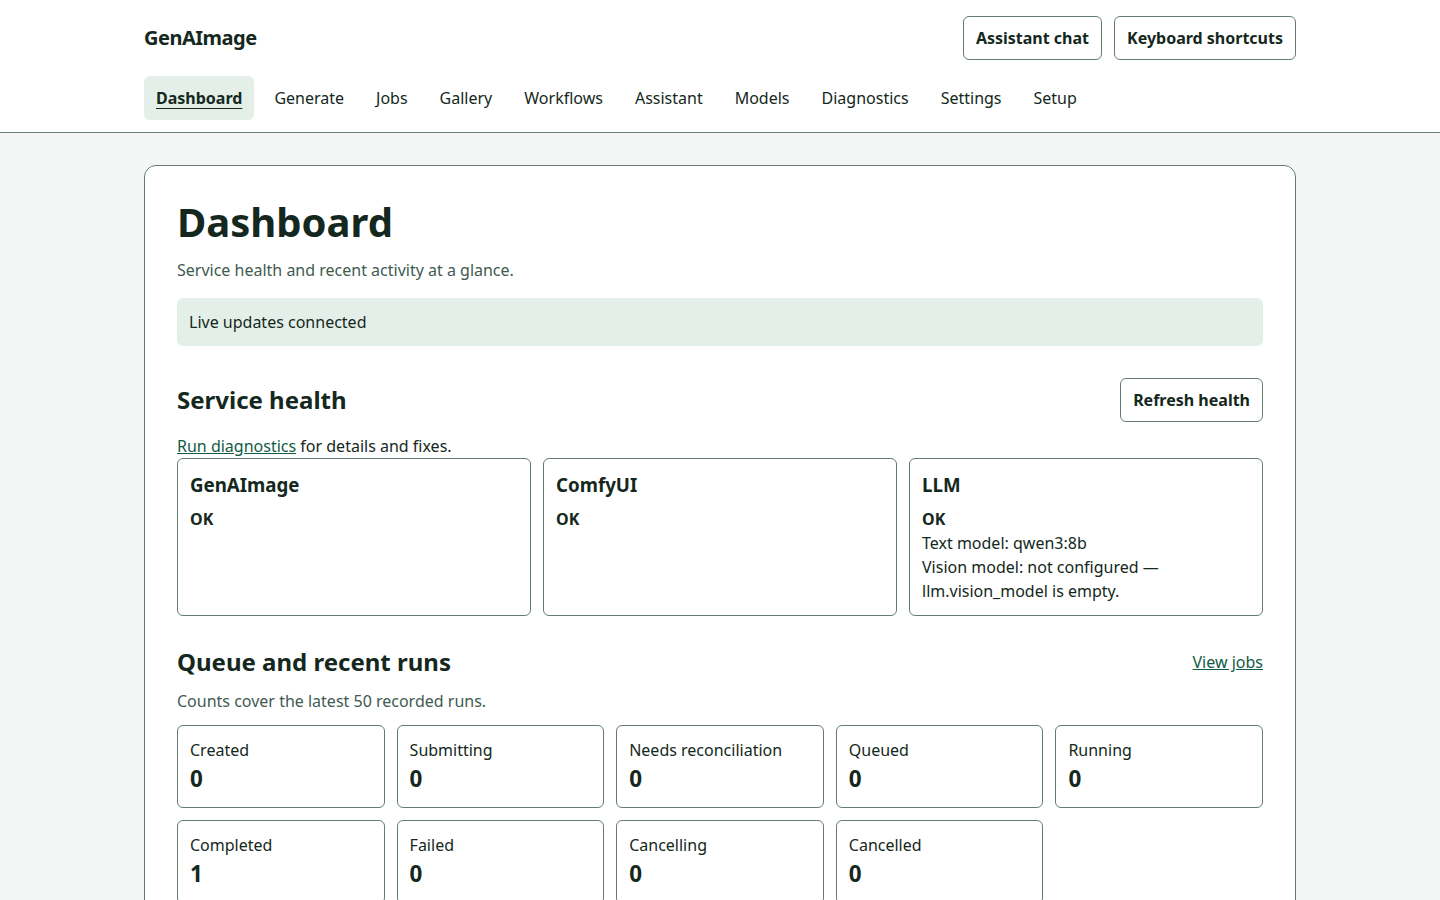 GenAImage
Assistant chat
Keyboard shortcuts
Dashboard
Generate
Jobs
Gallery
Workflows
Assistant
Models
Diagnostics
Settings
Setup
Dashboard
Service health and recent activity at a glance.
Live updates connected
Service health
Refresh health
Run diagnostics for details and fixes.
GenAImage
OK
ComfyUI
OK
LLM
OK
Text model: qwen3:8b
Vision model: not configured —
llm.vision_model is empty.
Queue and recent runs
View jobs
Counts cover the latest 50 recorded runs.
Created
0
Submitting
0
Needs reconciliation
0
Queued
0
Running
0
Completed
1
Failed
0
Cancelling
0
Cancelled
0